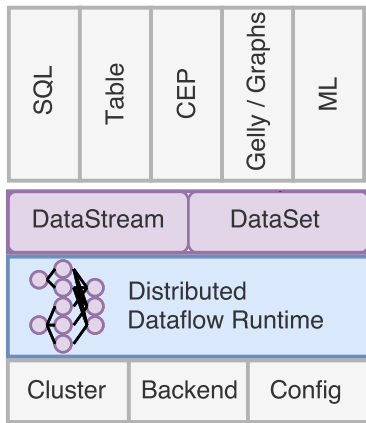 SQL
Table
CEP
Gelly / Graphs
ML
DataStream
DataSet
Distributed
Dataflow Runtime
Cluster
Backend
Config